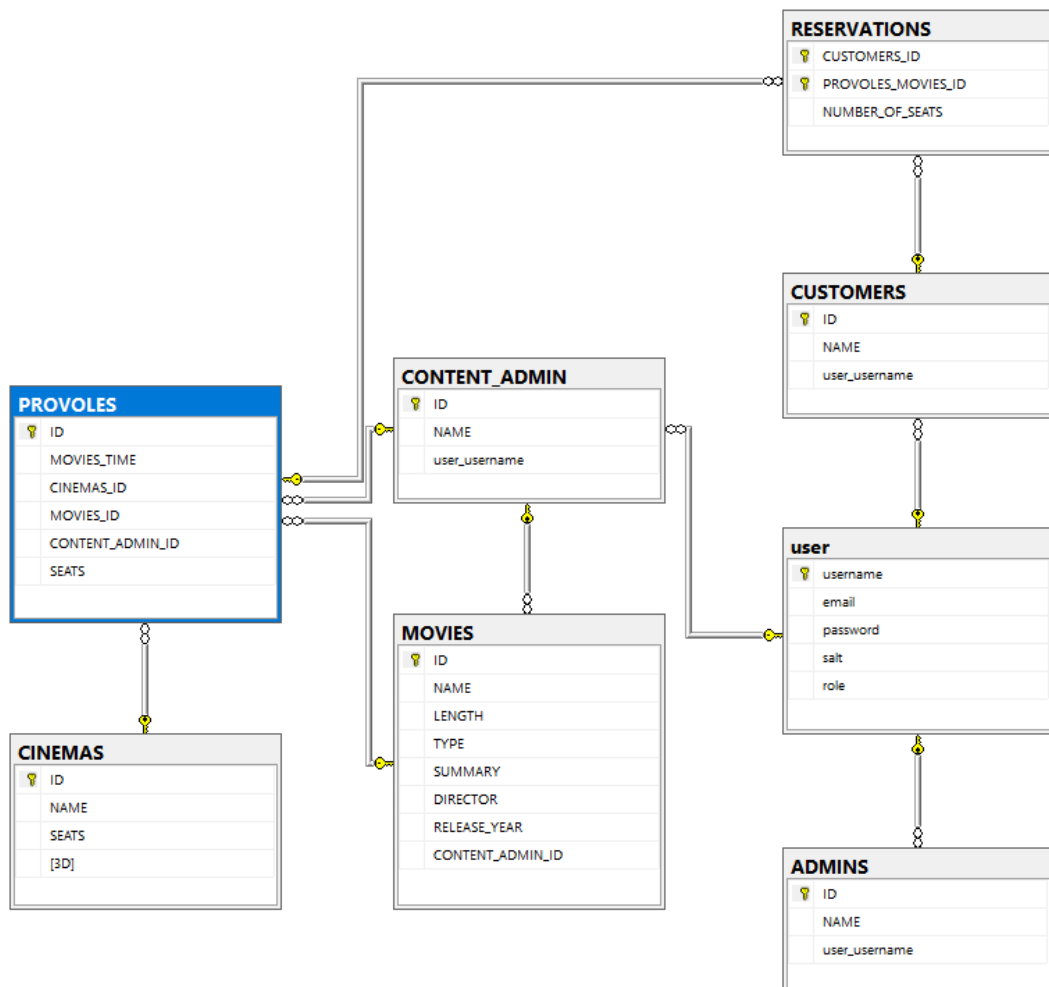 RESERVATIONS
CUSTOMERS_ID
PROVOLES_MOVIES_ID
NUMBER_OF_SEATS
CUSTOMERS
ID
NAME
user_username
CONTENT_ADMIN
ID
NAME
user_username
PROVOLES
ID
MOVIES_TIME
CINEMAS_ID
MOVIES_ID
CONTENT_ADMIN_ID
SEATS
user
username
email
password
salt
role
MOVIES
ID
NAME
LENGTH
TYPE
SUMMARY
DIRECTOR
RELEASE_YEAR
CONTENT_ADMIN_ID
CINEMAS
ID
NAME
SEATS
[3D]
ADMINS
ID
NAME
user_username